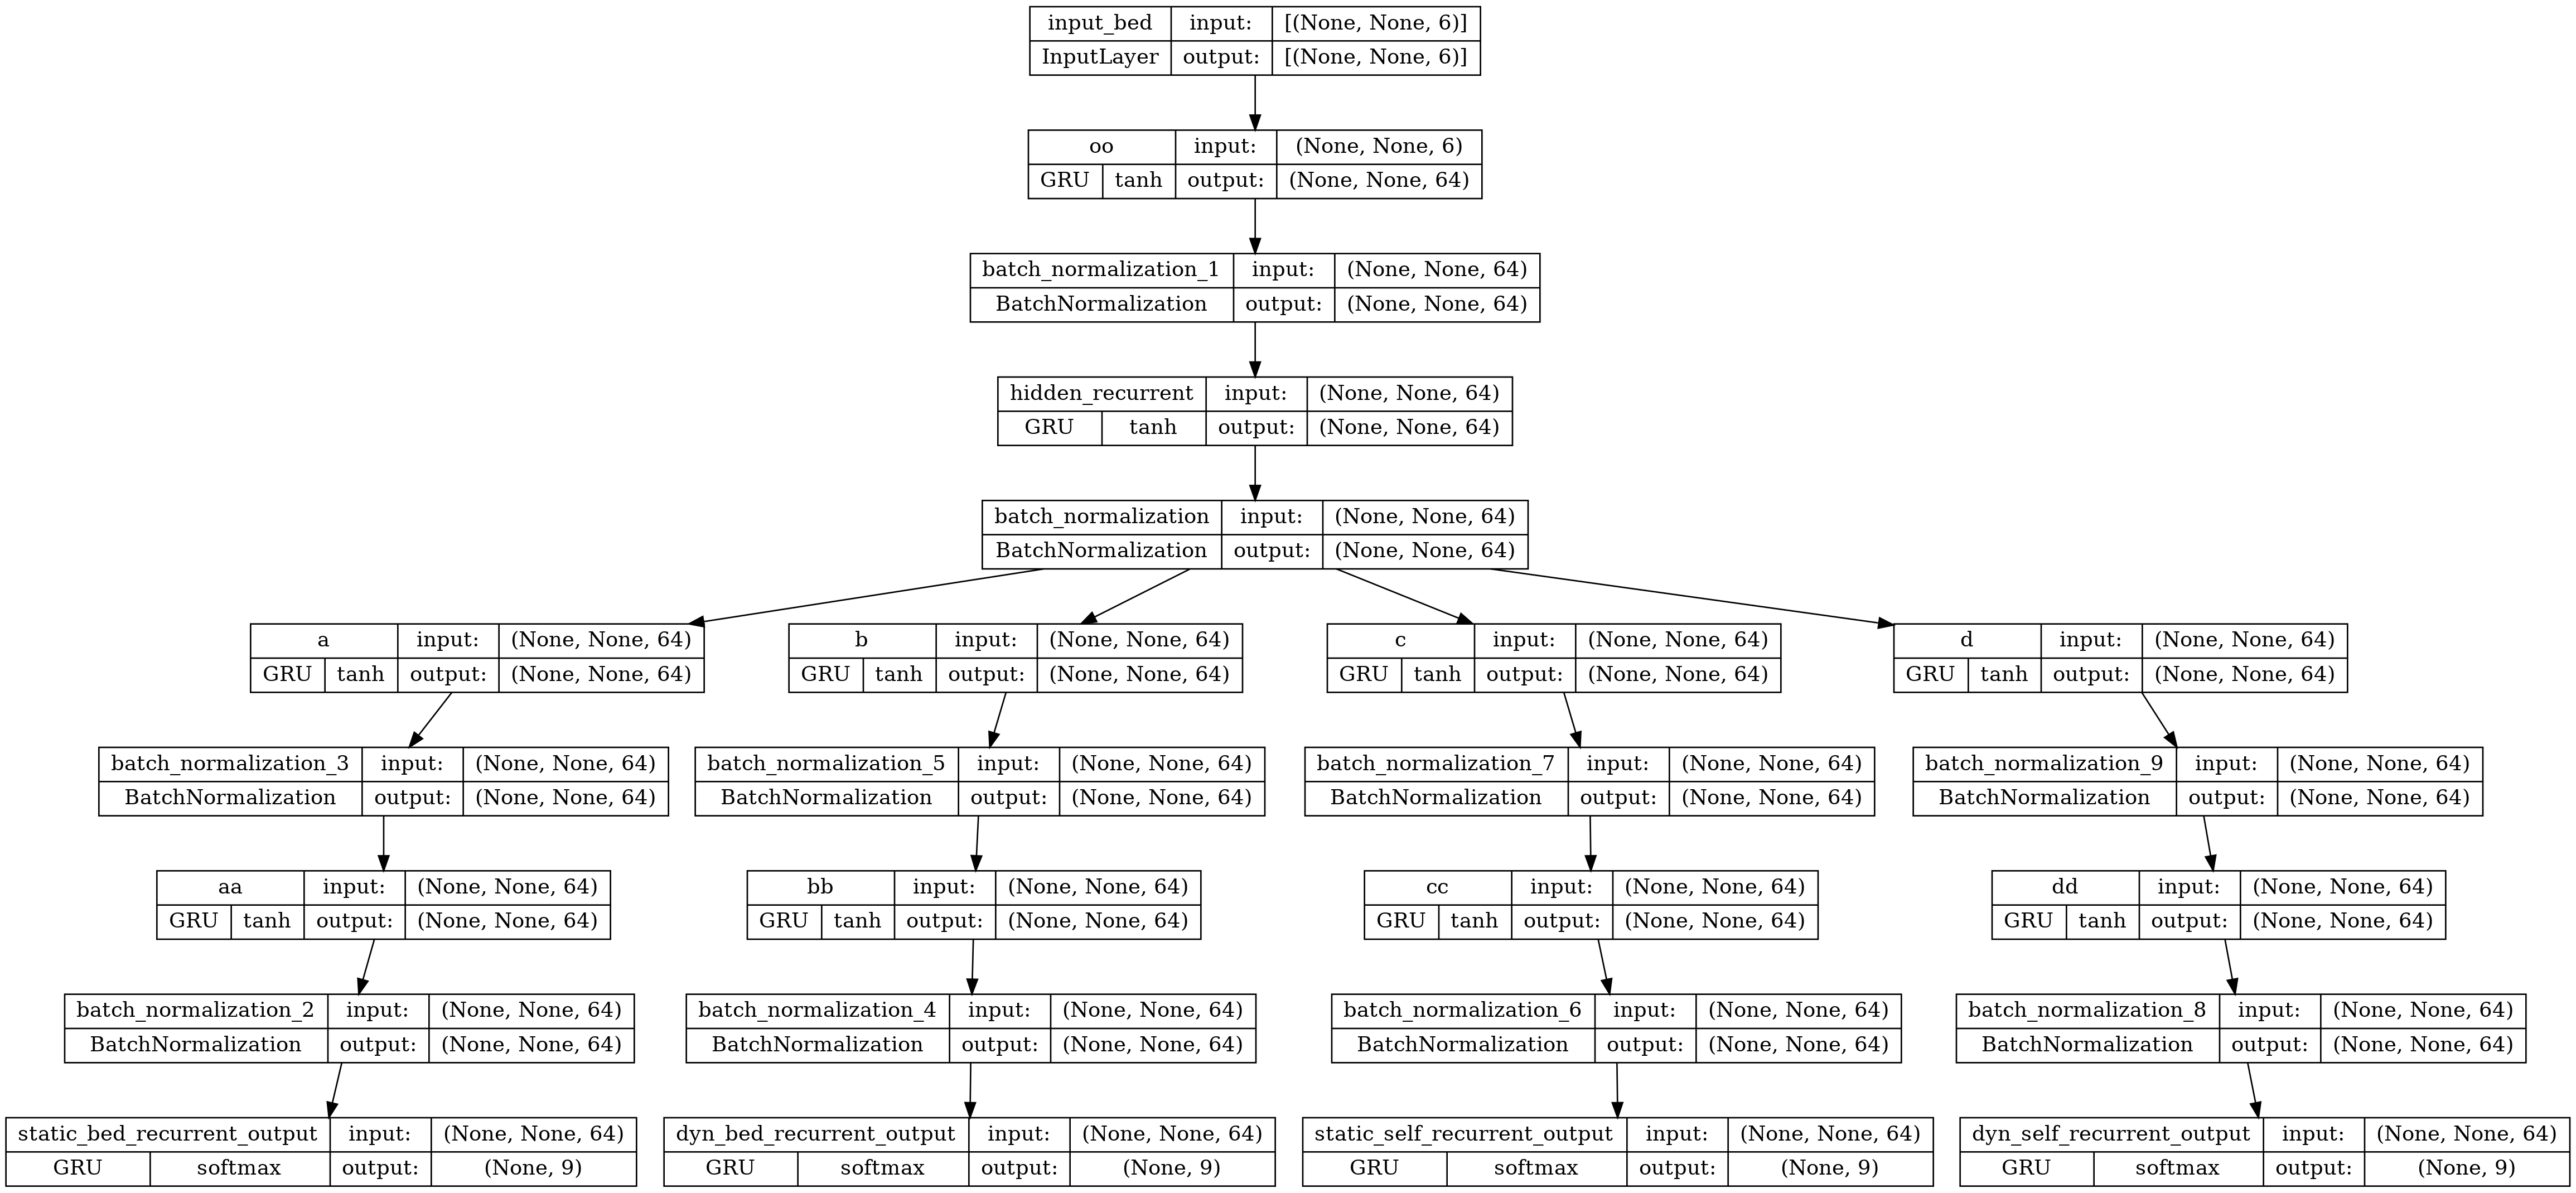 input_bed input: [(None, None, 6)]
InputLayer output: [(None, None, 6)]
oo input: (None, None, 6)
GRU tanh output: (None, None, 64)
batch_normalization_1 input: (None, None, 64)
BatchNormalization output: (None, None, 64)
hidden_recurrent input: (None, None, 64)
GRU tanh output: (None, None, 64)
batch_normalization input: (None, None, 64)
BatchNormalization output: (None, None, 64)
a input: (None, None, 64)
GRU tanh output: (None, None, 64)
b input: (None, None, 64)
GRU tanh output: (None, None, 64)
c input: (None, None, 64)
GRU tanh output: (None, None, 64)
d input: (None, None, 64)
GRU tanh output: (None, None, 64)
batch_normalization_3 input: (None, None, 64)
BatchNormalization output: (None, None, 64)
batch_normalization_5 input: (None, None, 64)
BatchNormalization output: (None, None, 64)
batch_normalization_7 input: (None, None, 64)
BatchNormalization output: (None, None, 64)
batch_normalization_9 input: (None, None, 64)
BatchNormalization output: (None, None, 64)
aa input: (None, None, 64)
GRU tanh output: (None, None, 64)
bb input: (None, None, 64)
GRU tanh output: (None, None, 64)
cc input: (None, None, 64)
GRU tanh output: (None, None, 64)
dd input: (None, None, 64)
GRU tanh output: (None, None, 64)
batch_normalization_2 input: (None, None, 64)
BatchNormalization output: (None, None, 64)
batch_normalization_4 input: (None, None, 64)
BatchNormalization output: (None, None, 64)
batch_normalization_6 input: (None, None, 64)
BatchNormalization output: (None, None, 64)
batch_normalization_8 input: (None, None, 64)
BatchNormalization output: (None, None, 64)
static_bed_recurrent_output input: (None, None, 64)
GRU softmax output: (None, 9)
dyn_bed_recurrent_output input: (None, None, 64)
GRU softmax output: (None, 9)
static_self_recurrent_output input: (None, None, 64)
GRU softmax output: (None, 9)
dyn_self_recurrent_output input: (None, None, 64)
GRU softmax output: (None, 9)